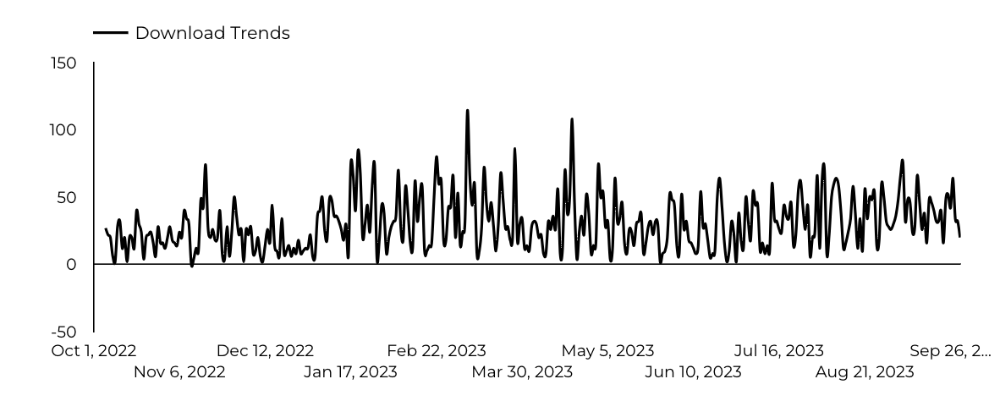 Download Trends
150
100
50
0
-50
Oct 1, 2022 Dec 12, 2022 Feb 22, 2023 May 5, 2023 Jul 16, 2023 Sep 26, 2...
Nov 6, 2022 Jan 17, 2023 Mar 30, 2023 Jun 10, 2023 Aug 21, 2023